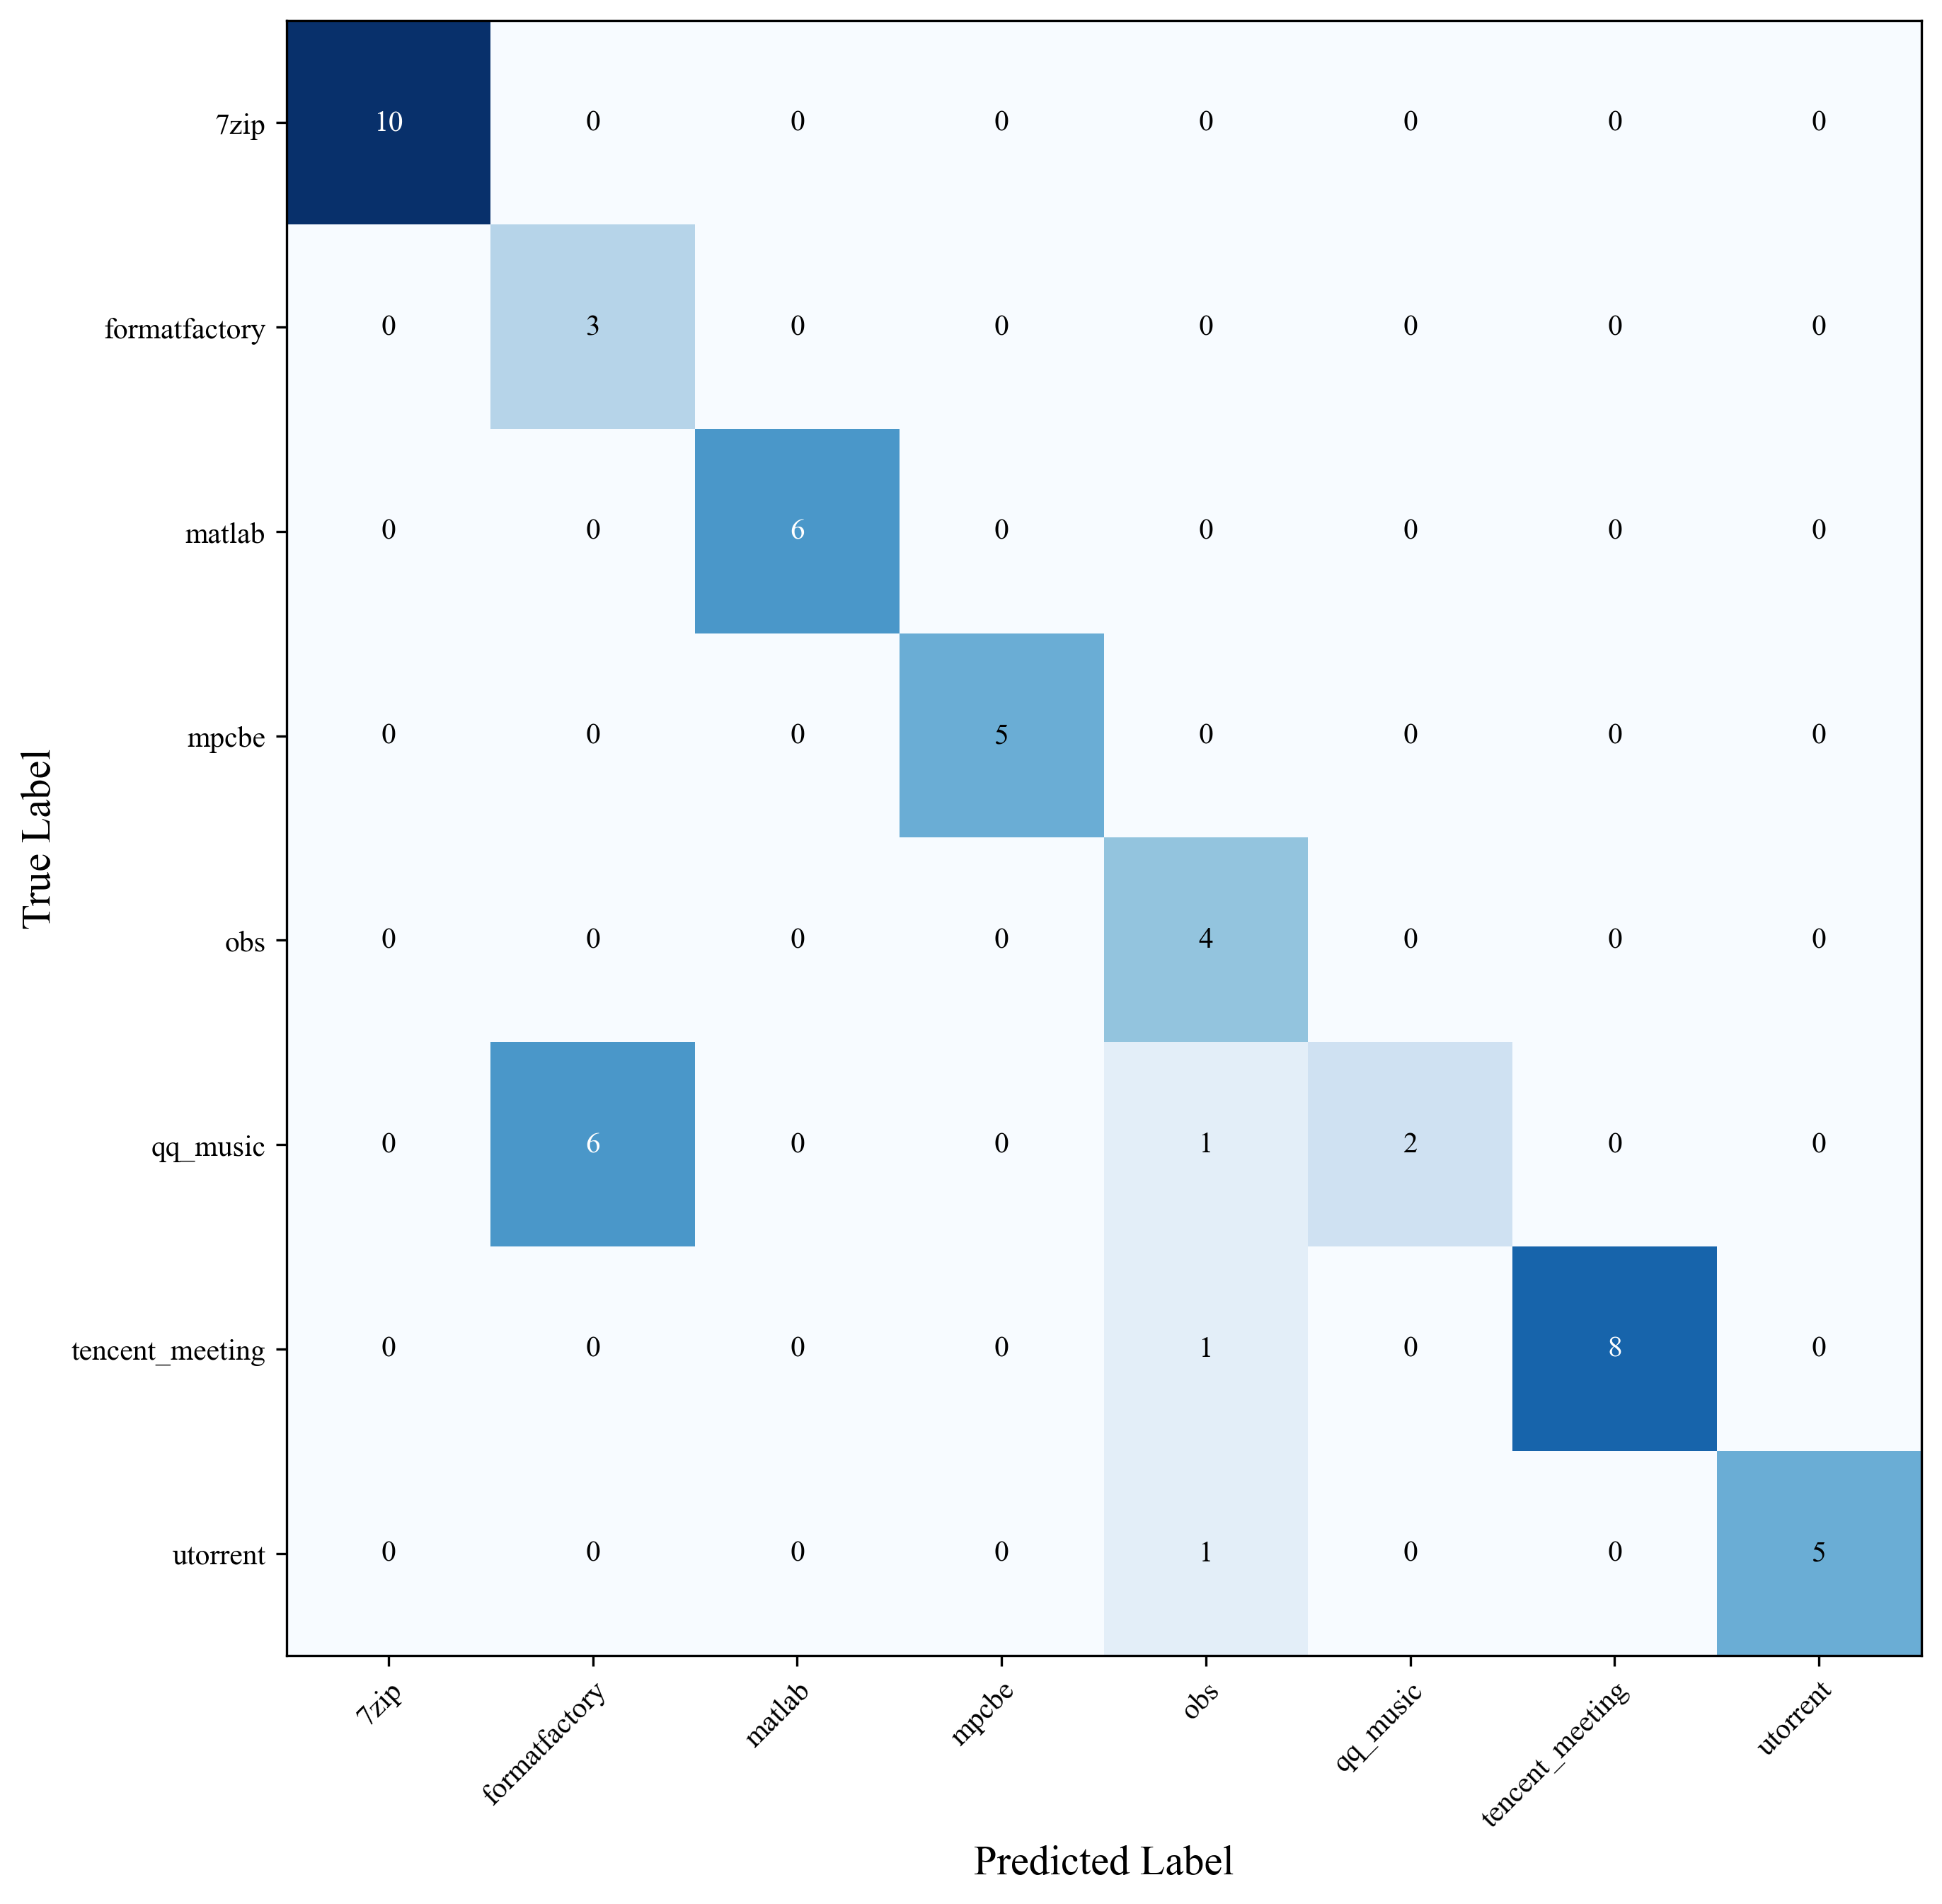 True Label
7zip 10 0 0 0 0 0 0 0
formatfactory 0 3 0 0 0 0 0 0
matlab 0 0 6 0 0 0 0 0
mpcbe 0 0 0 5 0 0 0 0
obs 0 0 0 0 4 0 0 0
qq_music 0 6 0 0 1 2 0 0
tencent_meeting 0 0 0 0 1 0 8 0
utorrent 0 0 0 0 1 0 0 5
7zip formatfactory matlab mpcbe obs qq_music tencent_meeting utorrent
Predicted Label